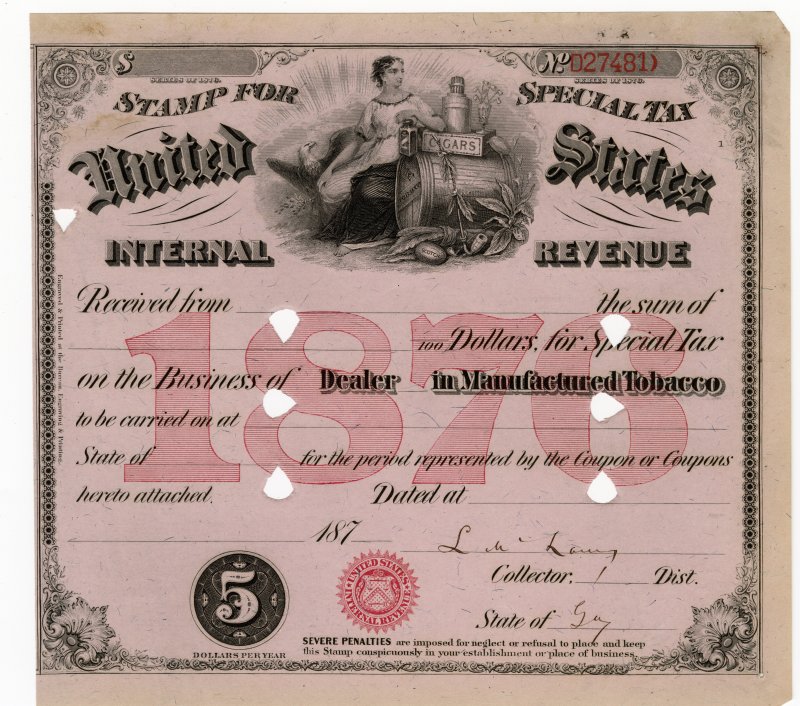 $
SERIES OF 1876.
No. D27481)
SERIES OF 1876.
STAMP FOR SPECIAL TAX
1
United States
CIGARS
INTERNAL REVENUE
Engraved & Printed at the Bureau, Engraving & Printing.
Received from the sum of
1876
100 Dollars, for Special Tax
on the Business of Dealer in Manufactured Tobacco
to be carried on at
State of for the period represented by the Coupon or Coupons
hereto attached. Dated at
187
L Mc
Collector, 1 Dist.
State of Ga
5
DOLLARS PER YEAR
UNITED STATES
INTERNAL REVENUE
SEVERE PENALTIES are imposed for neglect or refusal to place and keep
this Stamp conspicuously in your establishment or place of business.